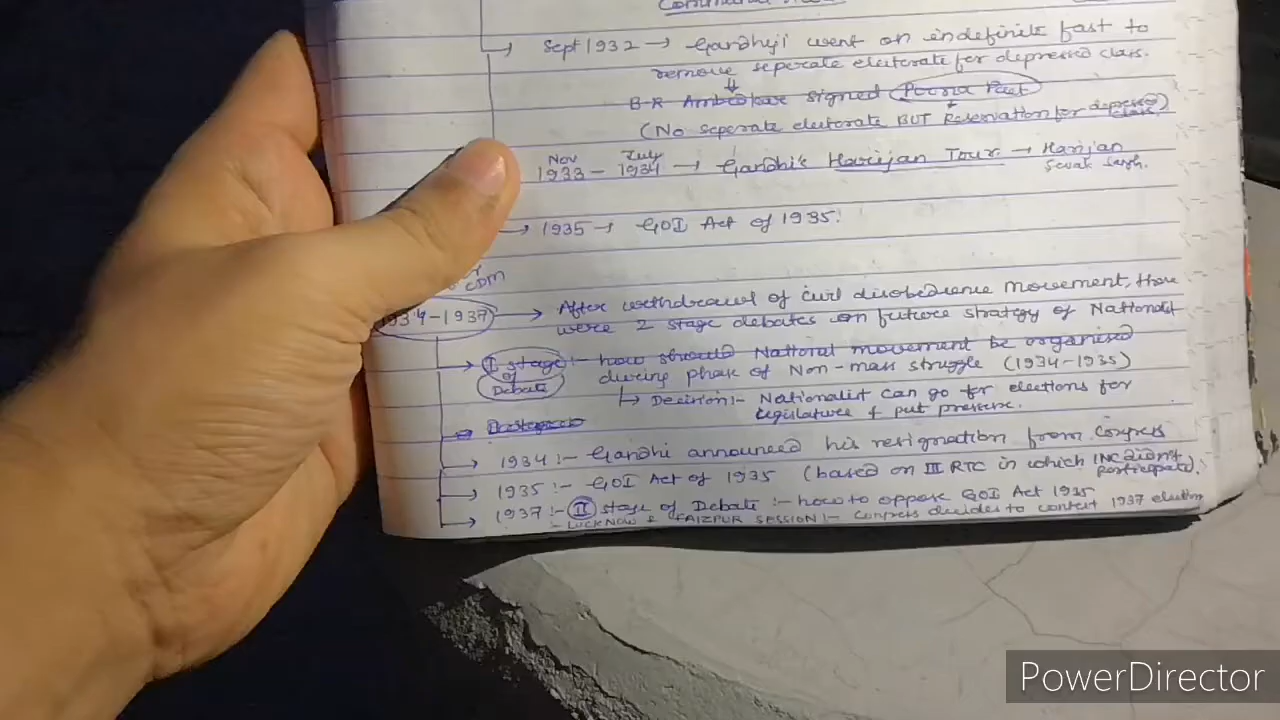 Sept 1932 → Gandhiji went on indefinite fast to
remove seperate electorate for depressed class.
B R Ambedkar signed Poona Pact
(No seperate electorate BUT Reservation for depressed class)
Nov 1933 - July 1934 → Gandhi's Harijan Tour → Harijan
Sevak Sangh.
→ 1935 → GOI Act of 1935.
CDM
1934-1937 → After withdrawl of civil disobedience movement, there
were 2 stage debates on future strategy of Nationalist
→ I stage of Debate :- how should National movement be organised
during phase of Non-mass struggle (1934-1935)
↳ Decision:- Nationalist can go for elections for
legislature & put pressure.
→ 1934 :- Gandhi announced his resignation from Congress
→ 1935 :- GOI Act of 1935 (based on III RTC in which INC didn't participate)
→ 1937 :- II stage of Debate :- how to oppose GOI Act 1935
:- LUCKNOW & FAIZPUR SESSION :- Congress decides to contest 1937 election
PowerDirector